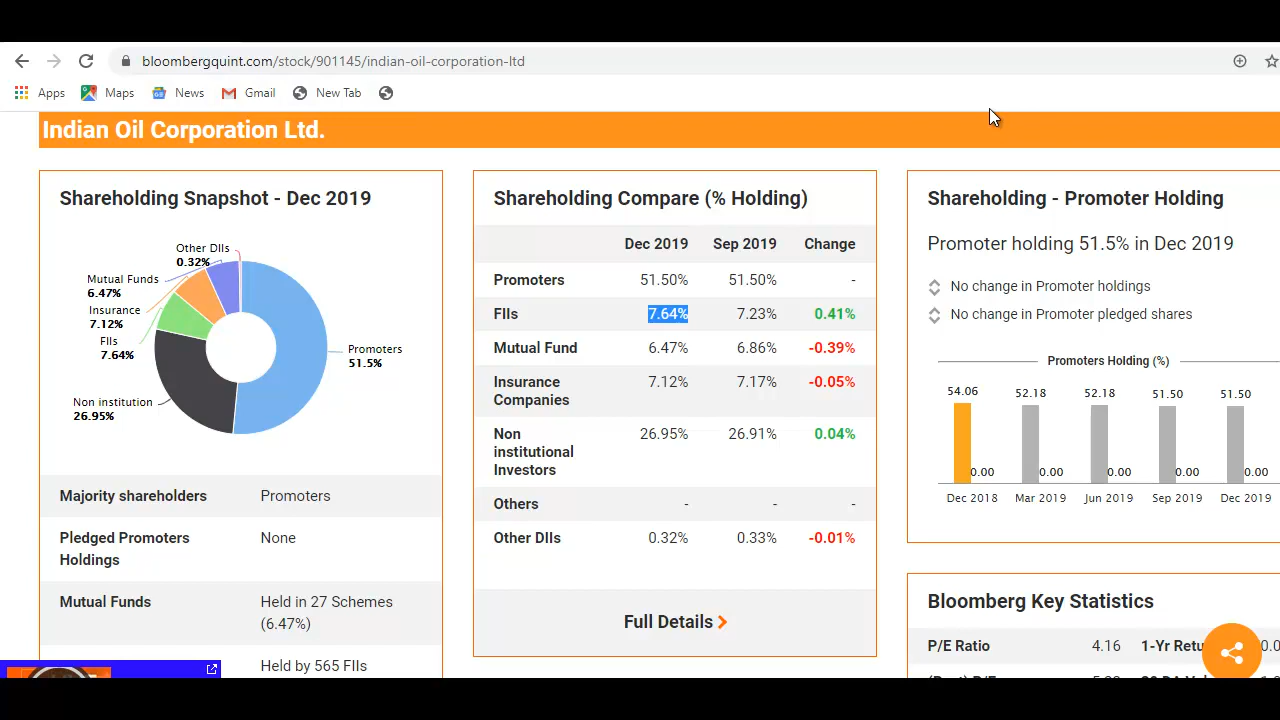 bloombergquint.com/stock/901145/indian-oil-corporation-ltd
Apps Maps News Gmail New Tab
Indian Oil Corporation Ltd.
Shareholding Snapshot - Dec 2019
Other DIIs
0.32%
Mutual Funds
6.47%
Insurance
7.12%
FIIs
7.64%
Promoters
51.5%
Non institution
26.95%
Majority shareholders Promoters
Pledged Promoters Holdings None
Mutual Funds Held in 27 Schemes
(6.47%)
Held by 565 FIIs
Shareholding Compare (% Holding)
Dec 2019 Sep 2019 Change
Promoters 51.50% 51.50% -
FIIs 7.64% 7.23% 0.41%
Mutual Fund 6.47% 6.86% -0.39%
Insurance 7.12% 7.17% -0.05%
Companies
Non 26.95% 26.91% 0.04%
institutional
Investors
Others - - -
Other DIIs 0.32% 0.33% -0.01%
Full Details
Shareholding - Promoter Holding
Promoter holding 51.5% in Dec 2019
No change in Promoter holdings
No change in Promoter pledged shares
Promoters Holding (%)
54.06 52.18 52.18 51.50 51.50
0.00 0.00 0.00 0.00 0.00
Dec 2018 Mar 2019 Jun 2019 Sep 2019 Dec 2019
Bloomberg Key Statistics
P/E Ratio 4.16 1-Yr